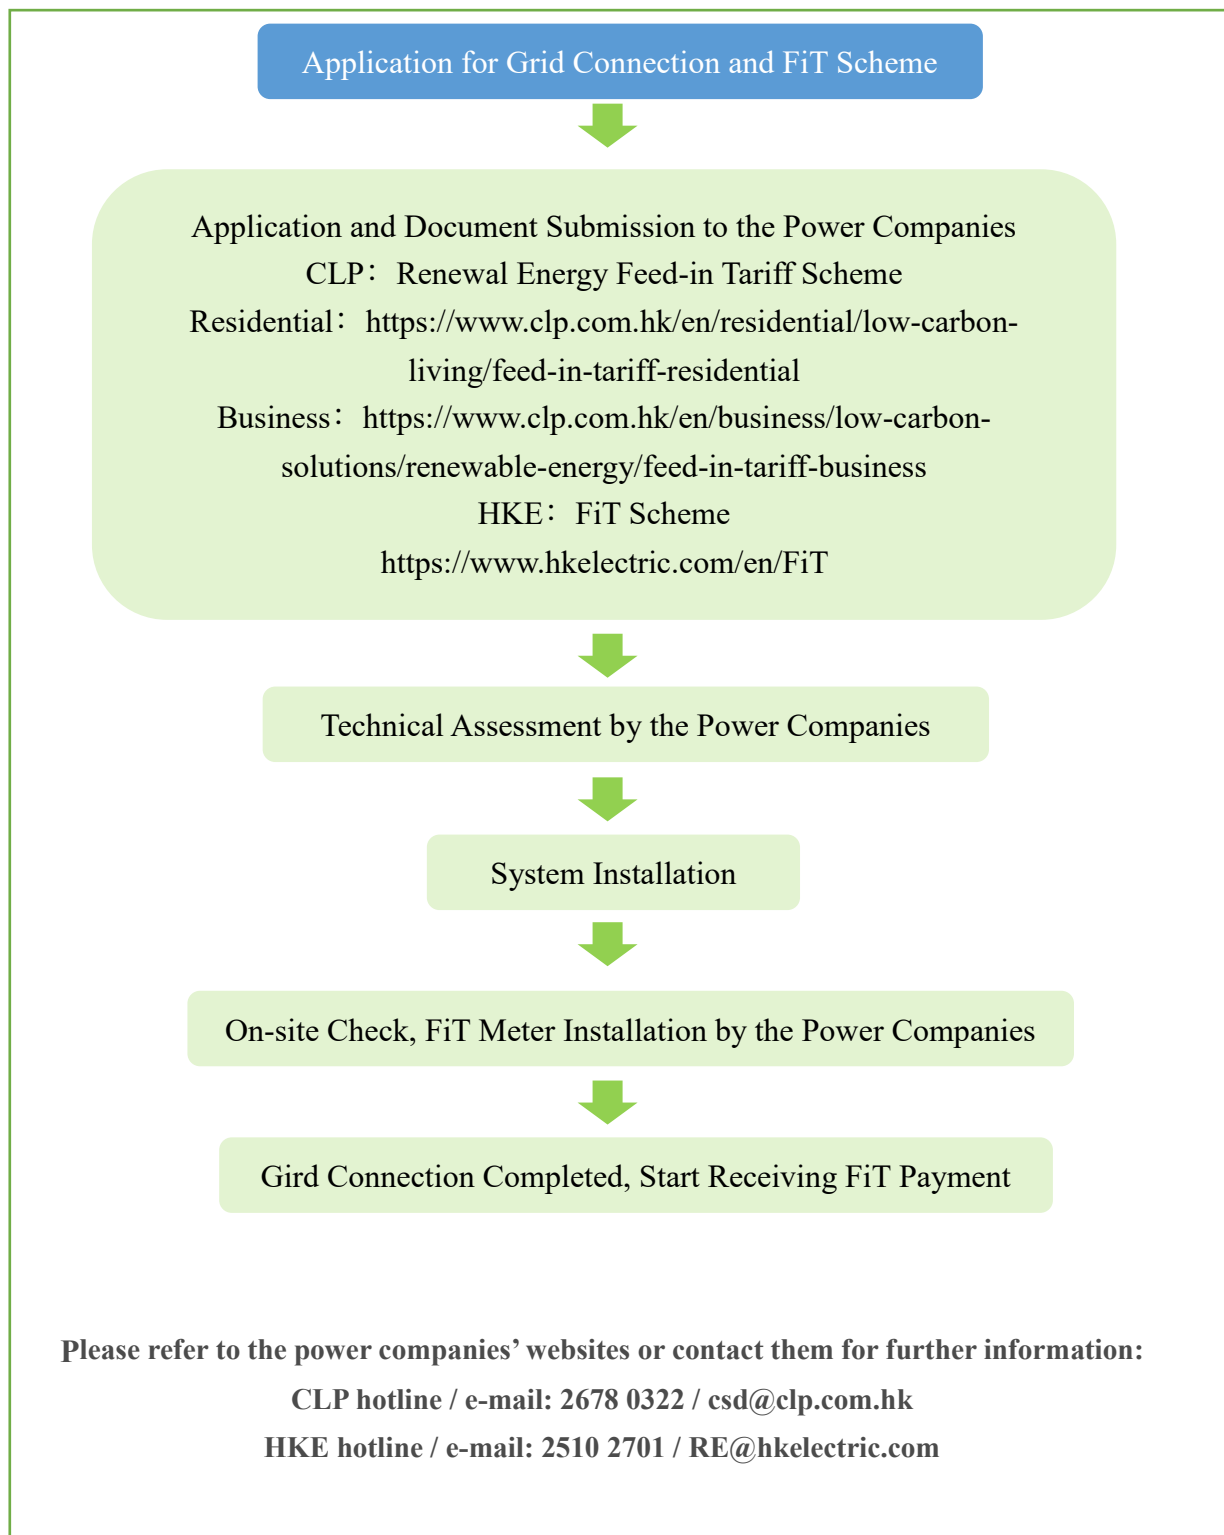 Application for Grid Connection and FiT Scheme
Application and Document Submission to the Power Companies
CLP：Renewal Energy Feed-in Tariff Scheme
Residential：https://www.clp.com.hk/en/residential/low-carbon-
living/feed-in-tariff-residential
Business：https://www.clp.com.hk/en/business/low-carbon-
solutions/renewable-energy/feed-in-tariff-business
HKE：FiT Scheme
https://www.hkelectric.com/en/FiT
Technical Assessment by the Power Companies
System Installation
On-site Check, FiT Meter Installation by the Power Companies
Gird Connection Completed, Start Receiving FiT Payment
Please refer to the power companies’ websites or contact them for further information:
CLP hotline / e-mail: 2678 0322 / csd@clp.com.hk
HKE hotline / e-mail: 2510 2701 / RE@hkelectric.com